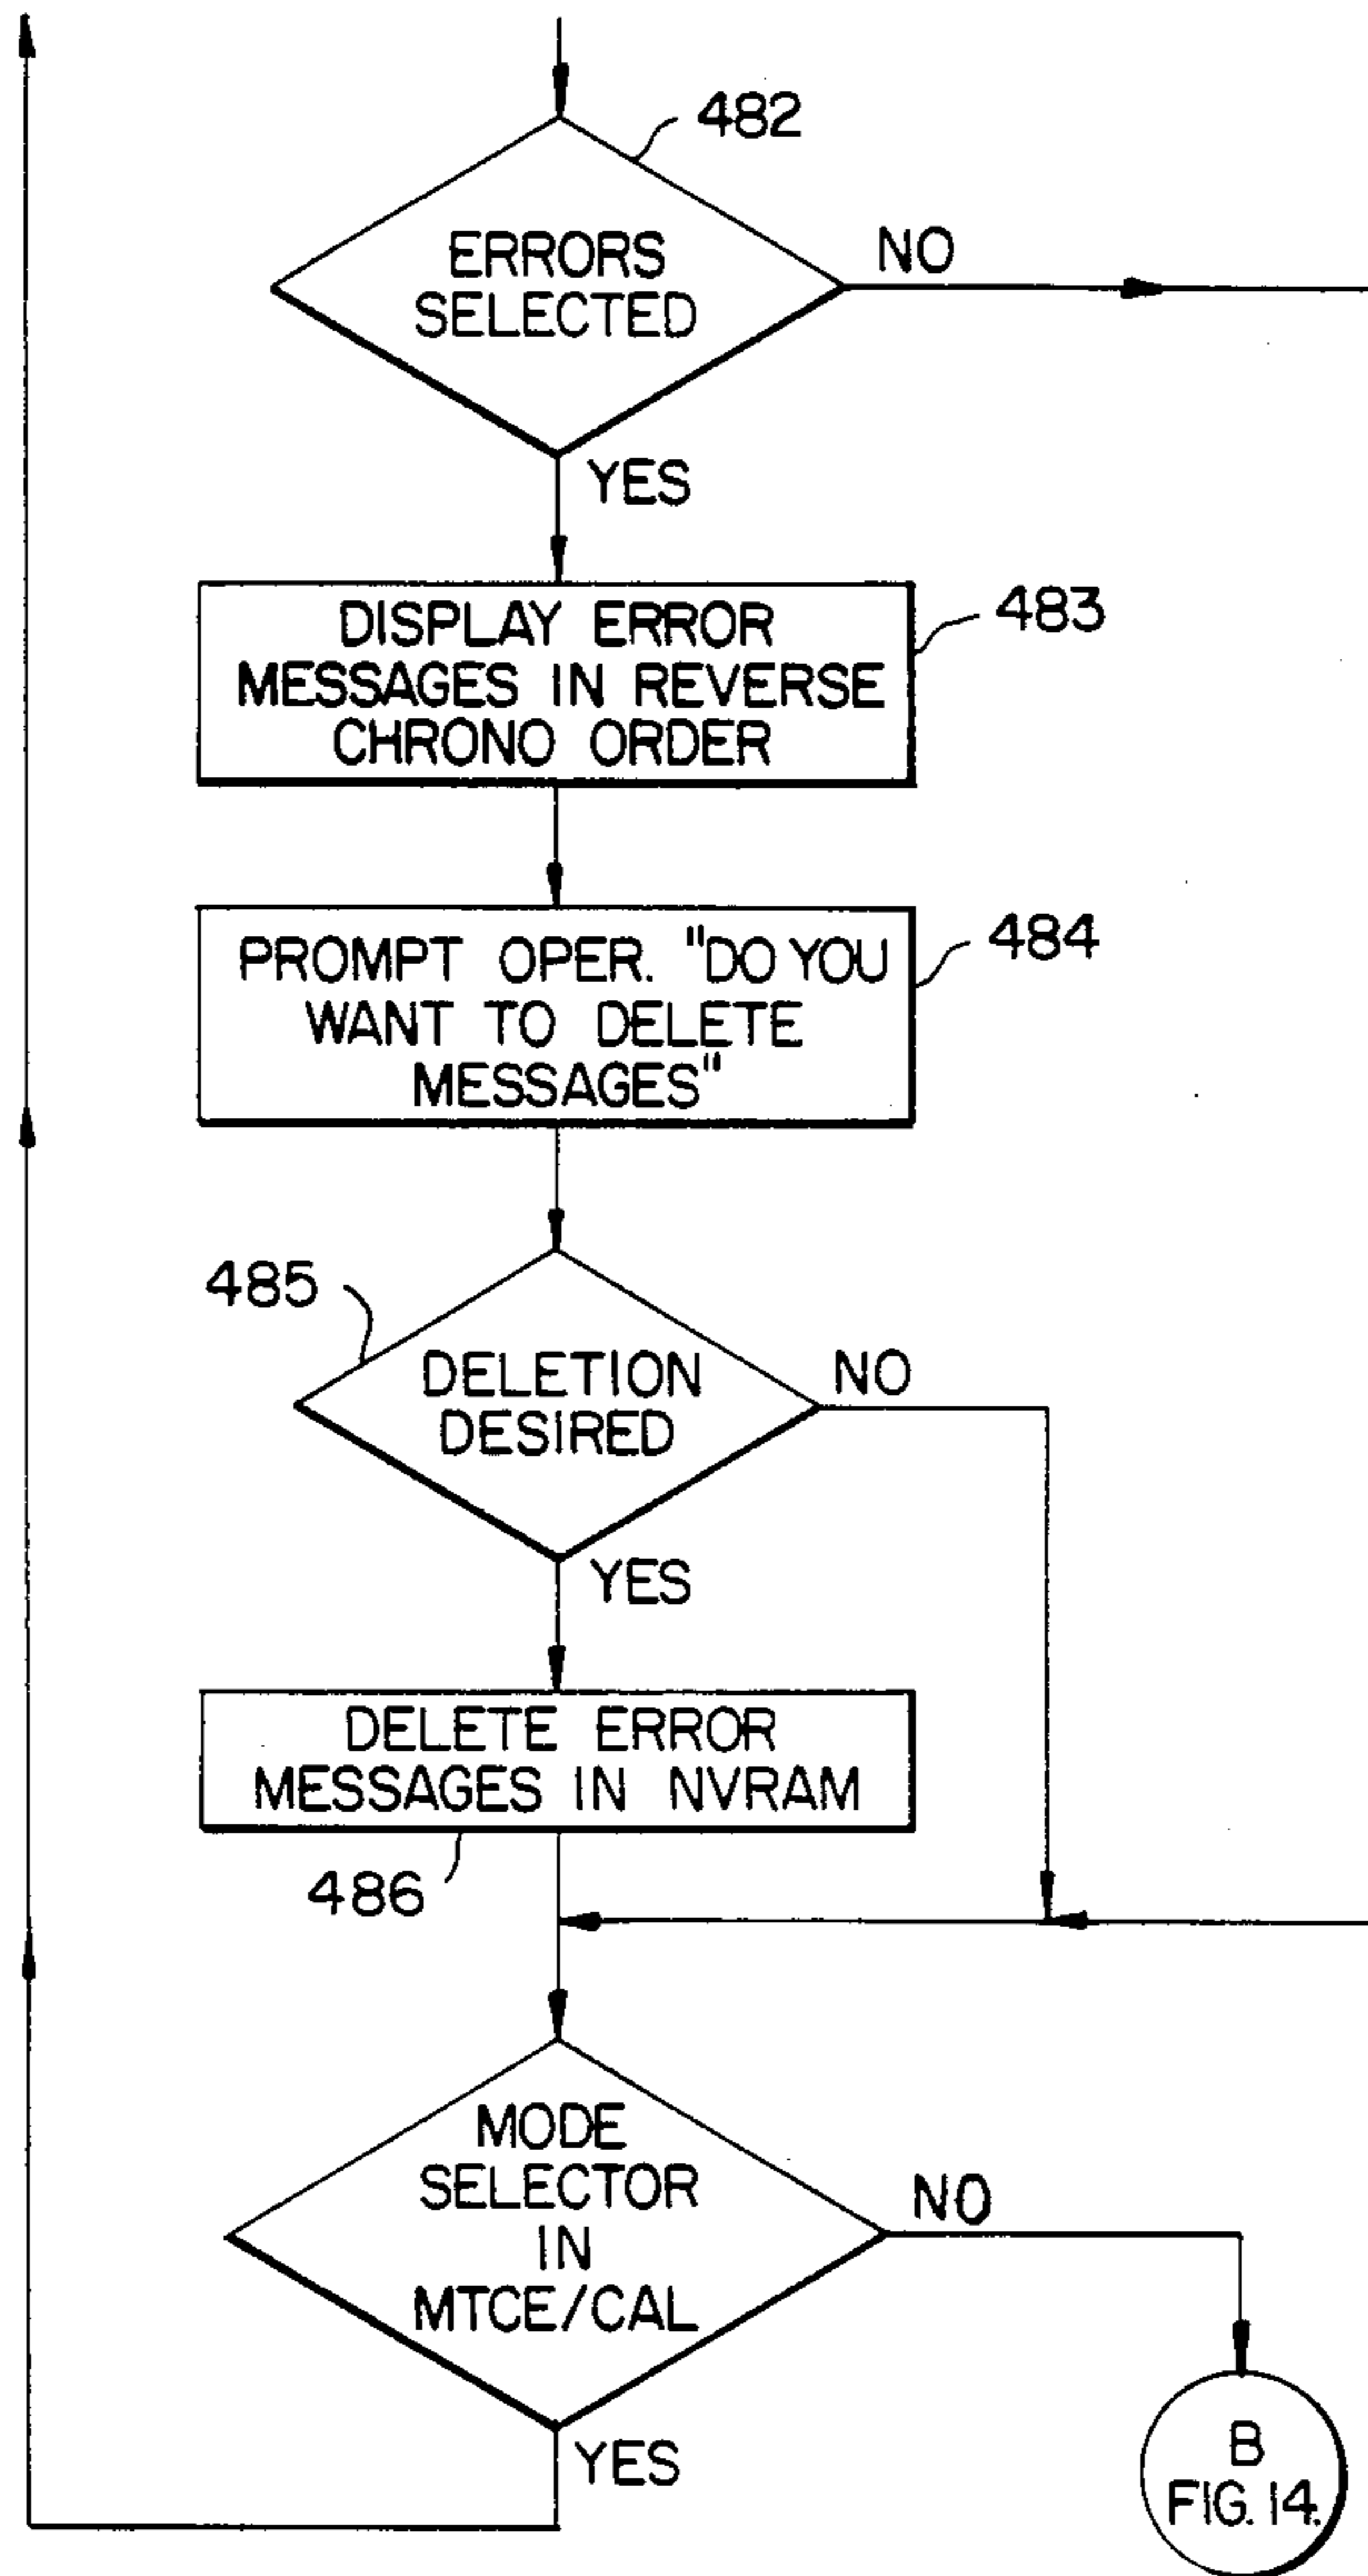 482
ERRORS
SELECTED
NO
YES
DISPLAY ERROR
MESSAGES IN REVERSE
CHRONO ORDER
483
PROMPT OPER. "DO YOU
WANT TO DELETE
MESSAGES"
484
485
DELETION
DESIRED
NO
YES
DELETE ERROR
MESSAGES IN NVRAM
486
MODE
SELECTOR
IN
MTCE/CAL
NO
YES
B
FIG. 14.